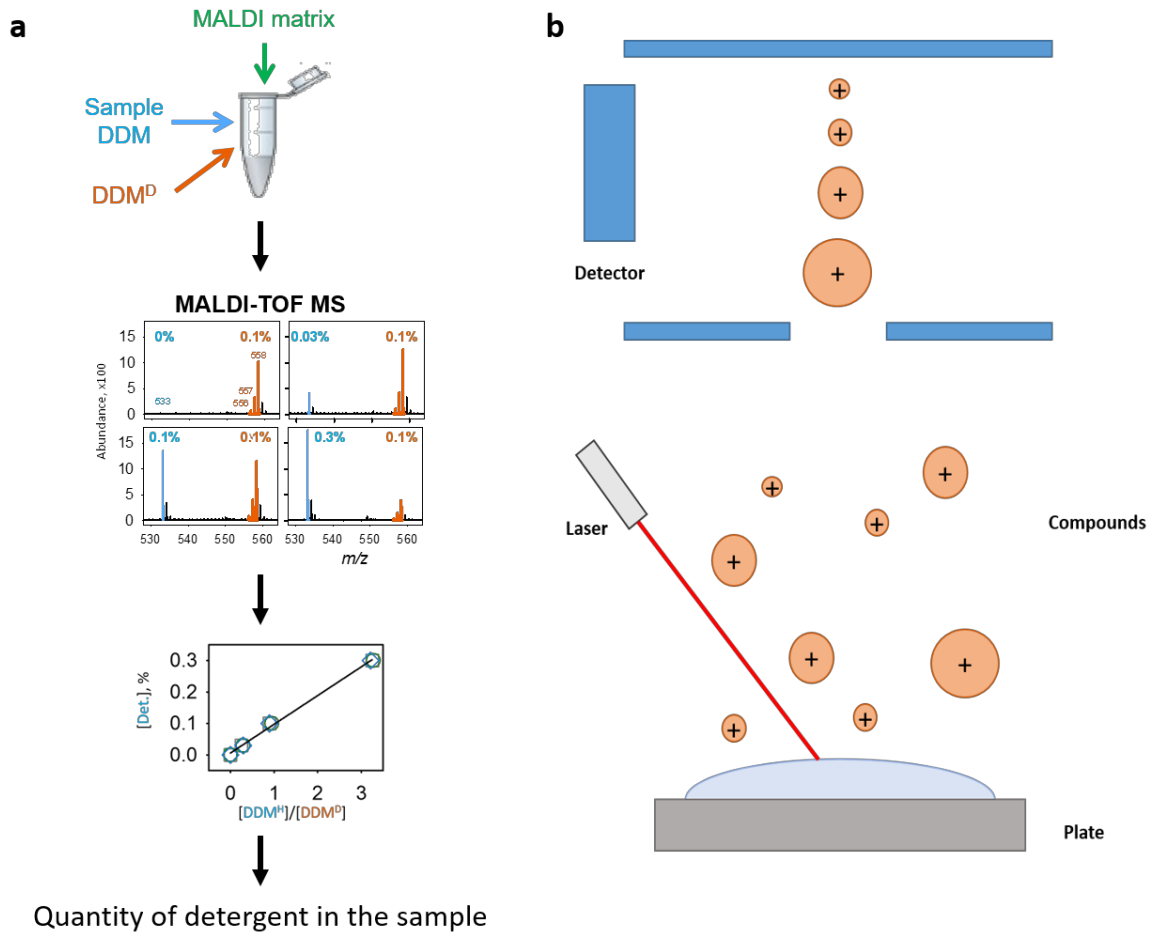 a
MALDI matrix
Sample
DDM
DDMᴰ
MALDI-TOF MS
Abundance, x100
15
10
5
0
0%
0.1%
533
556
557
558
0.03%
0.1%
15
10
5
0
0.1%
0.1%
0.3%
0.1%
530 540 550 560 530 540 550 560
m/z
[Det.], %
0.3
0.2
0.1
0.0
0 1 2 3
[DDMᴴ]/[DDMᴰ]
Quantity of detergent in the sample
b
+
+
+
+
Detector
Laser
+
+
+
+
+
+
+
+
Compounds
Plate